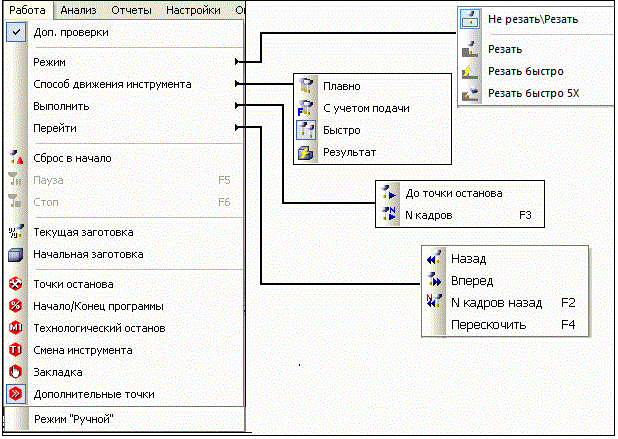 Работа Анализ Отчеты Настройки
Доп. проверки
Режим
Способ движения инструмента
Выполнить
Перейти
Сброс в начало
Пауза F5
Стоп F6
Текущая заготовка
Начальная заготовка
Точки останова
Начало/Конец программы
Технологический останов
Смена инструмента
Закладка
Дополнительные точки
Режим "Ручной"
Не резать\Резать
Резать
Резать быстро
Резать быстро 5X
Плавно
С учетом подачи
Быстро
Результат
До точки останова
N кадров F3
Назад
Вперед
N кадров назад F2
Перескочить F4